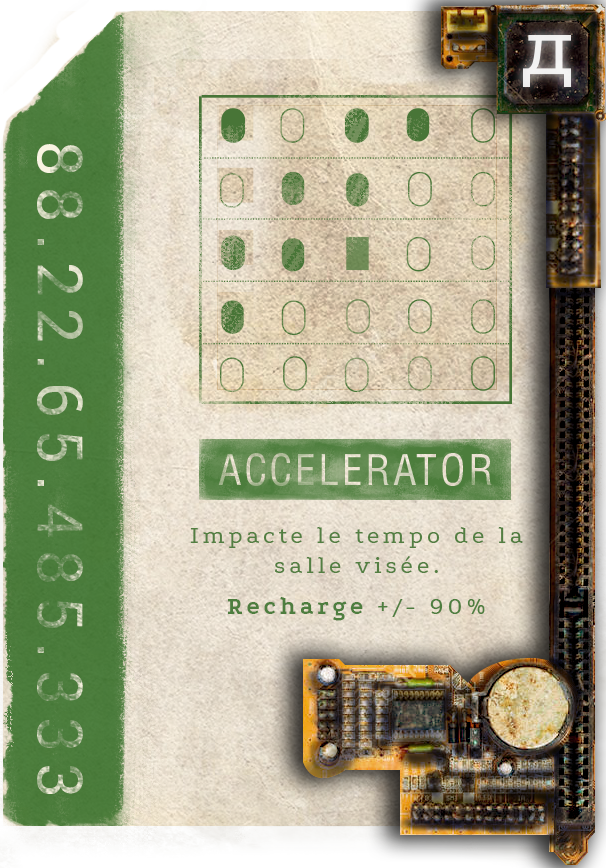 Д
88.22.65.485.333
ACCELERATOR
Impacte le tempo de la
salle visée.
Recharge +/- 90%